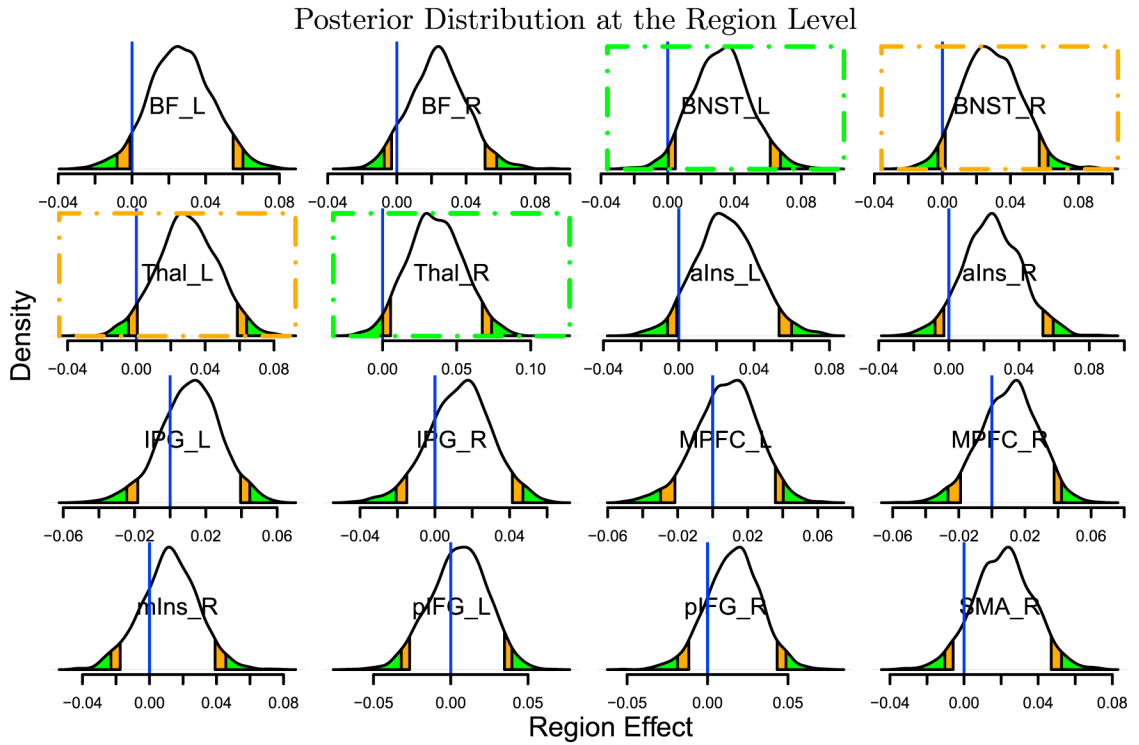 Posterior Distribution at the Region Level
BF_L
BF_R
BNST_L
BNST_R
−0.04 0.00 0.04 0.08
−0.04 0.00 0.04 0.08
−0.04 0.00 0.04 0.08
−0.04 0.00 0.04 0.08
Thal_L
Thal_R
aIns_L
aIns_R
−0.04 0.00 0.04 0.08
0.00 0.05 0.10
−0.04 0.00 0.04 0.08
−0.04 0.00 0.04 0.08
Density
IPG_L
IPG_R
MPFC_L
MPFC_R
−0.06 −0.02 0.02 0.06
−0.04 0.00 0.04
−0.06 −0.02 0.02 0.06
−0.06 −0.02 0.02 0.06
mIns_R
pIFG_L
pIFG_R
SMA_R
−0.04 0.00 0.04 0.08
−0.05 0.00 0.05
−0.05 0.00 0.05
−0.04 0.00 0.04 0.08
Region Effect